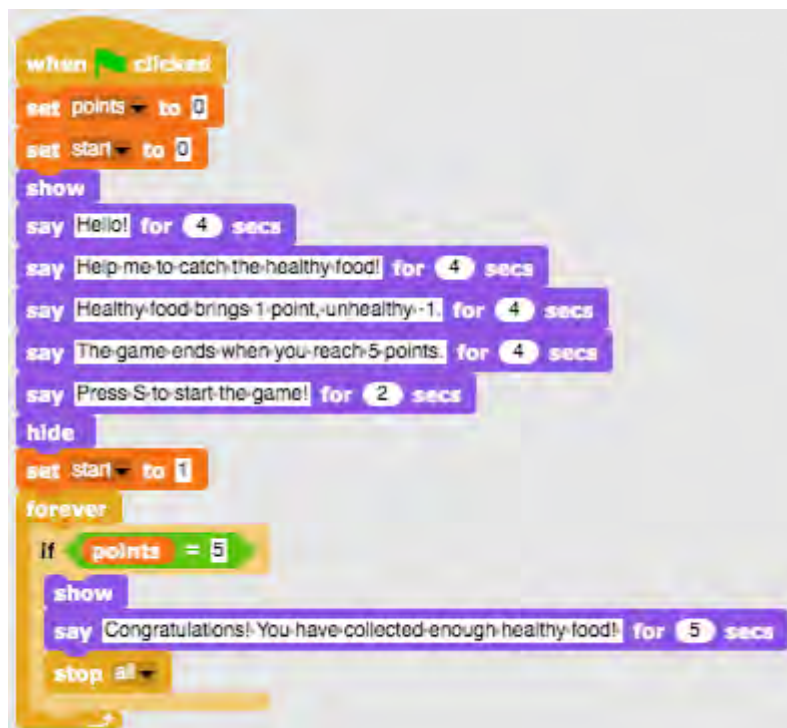 when clicked
set points to 0
set start to 0
show
say Hello! for 4 secs
say Help me to catch the healthy food! for 4 secs
say Healthy food brings 1 point, unhealthy -1. for 4 secs
say The game ends when you reach 5 points. for 4 secs
say Press S to start the game! for 2 secs
hide
set start to 1
forever
if points = 5
show
say Congratulations! You have collected enough healthy food! for 5 secs
stop all